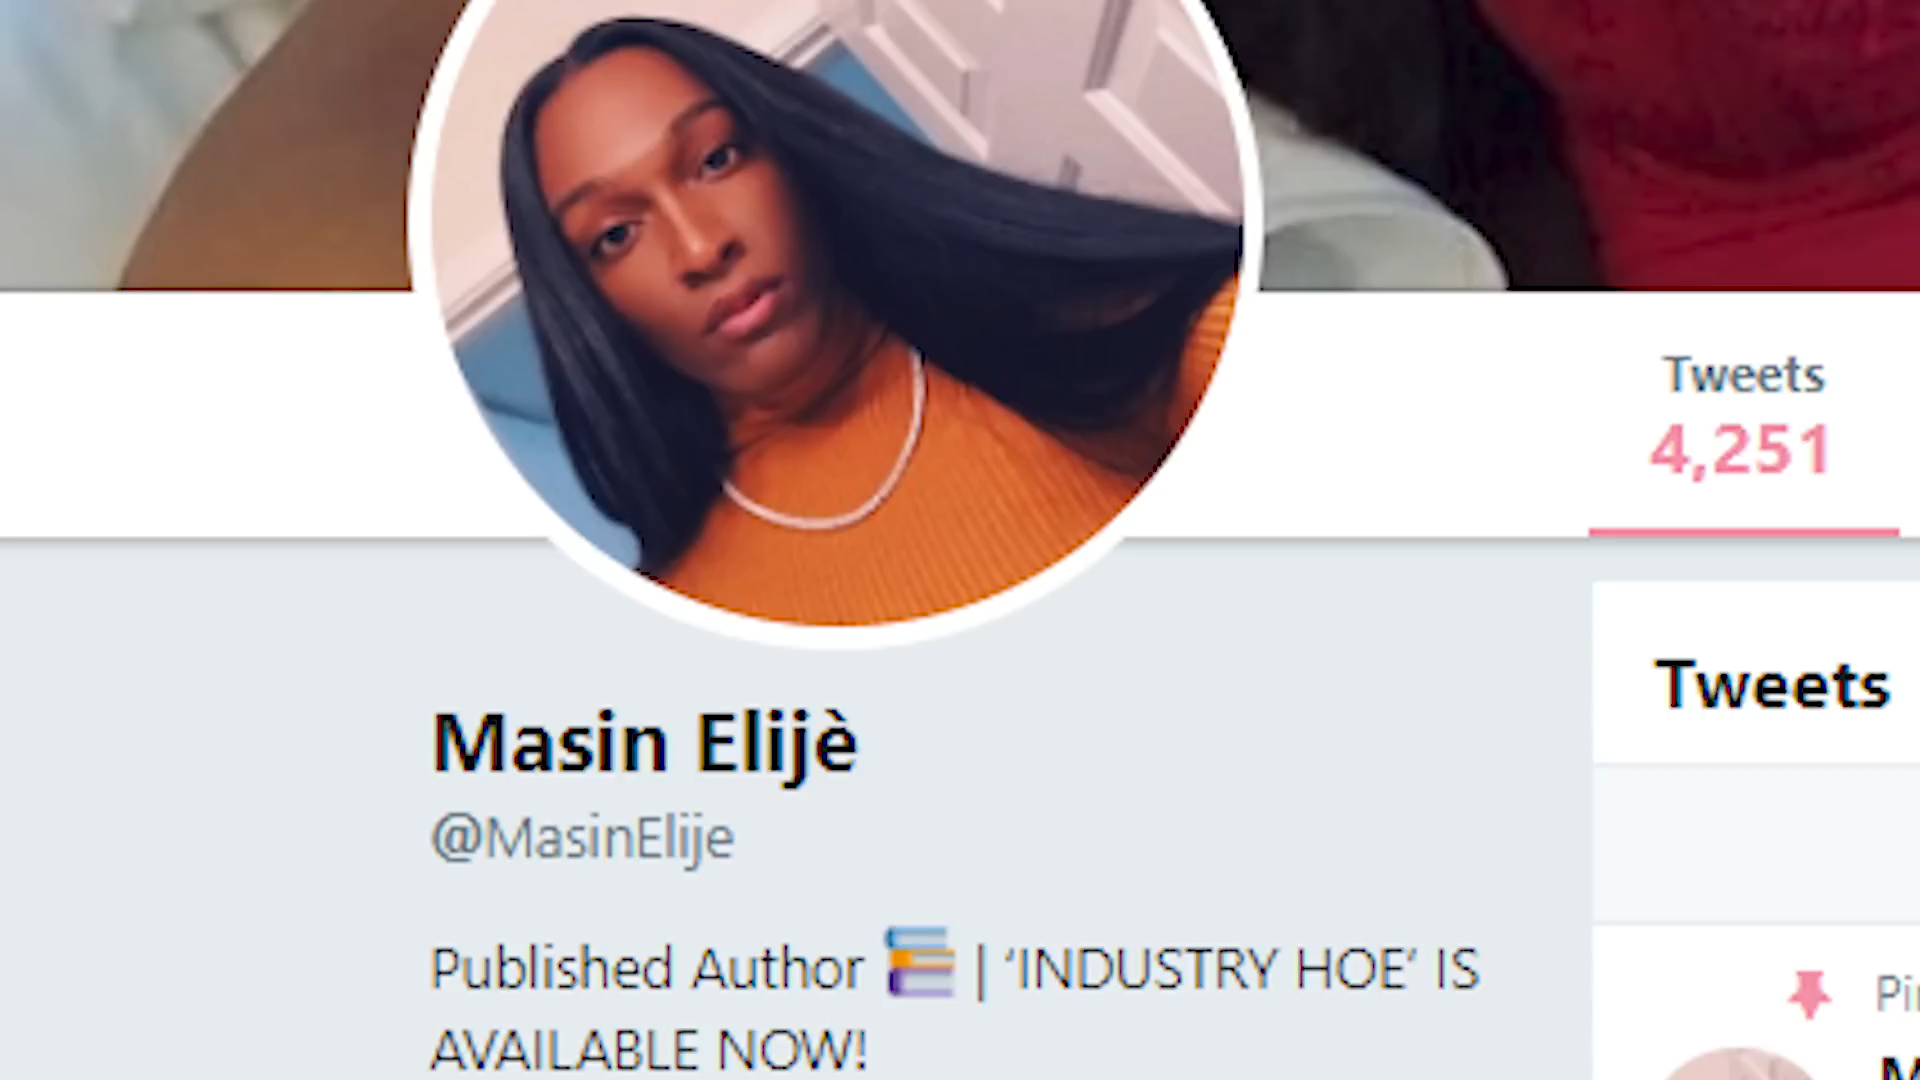 Tweets
4,251
Masin Elijè
@MasinElije
Published Author | ‘INDUSTRY HOE’ IS
AVAILABLE NOW!
Tweets